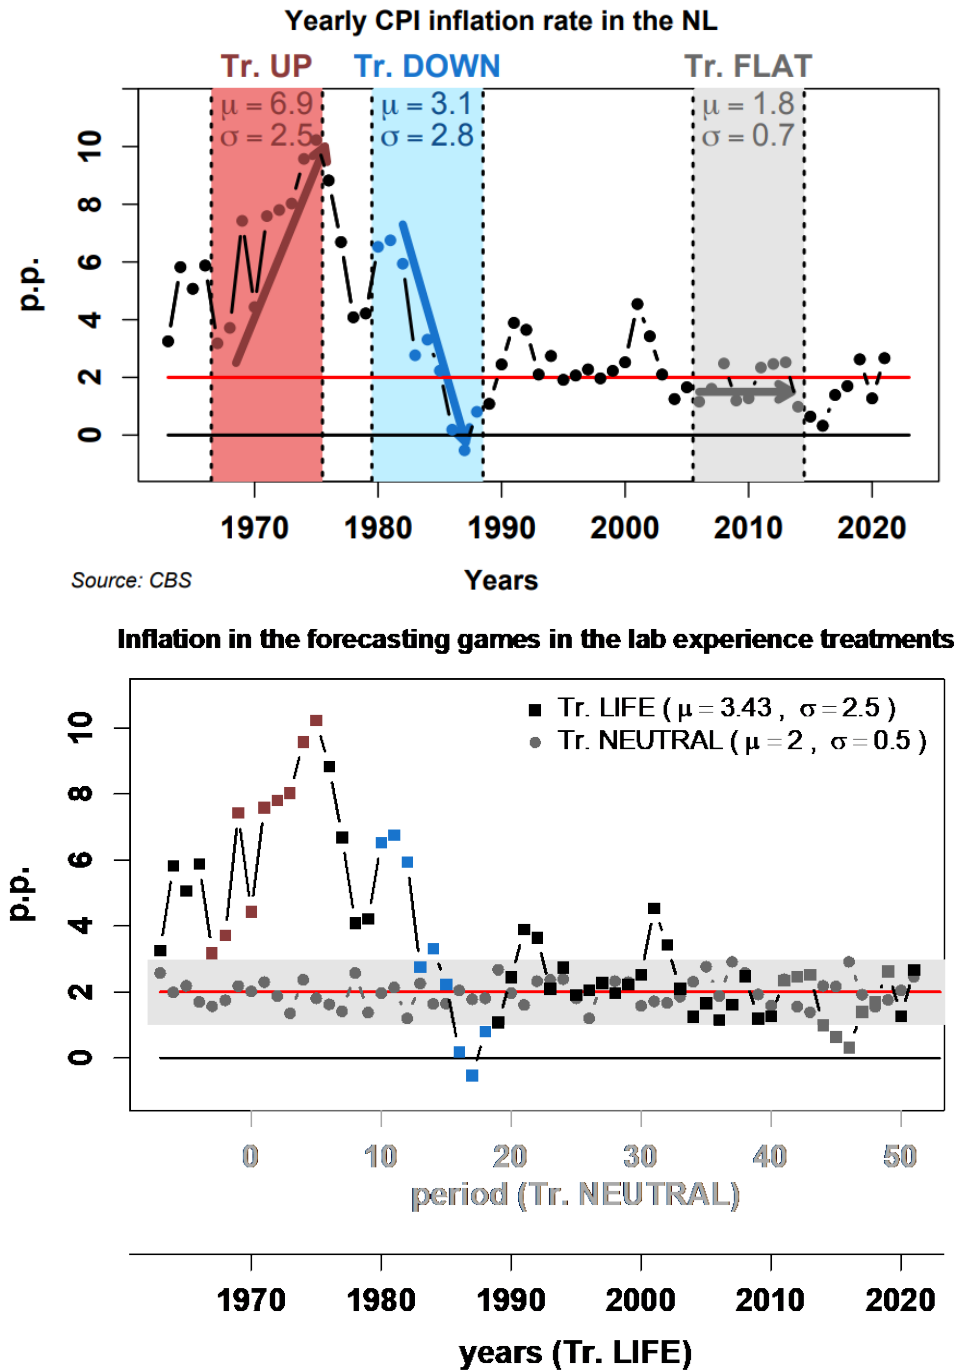 Yearly CPI inflation rate in the NL
Tr. UP Tr. DOWN Tr. FLAT
μ = 6.9 μ = 3.1 μ = 1.8
σ = 2.5 σ = 2.8 σ = 0.7
10
8
6
4
2
0
p.p.
1970 1980 1990 2000 2010 2020
Source: CBS Years
Inflation in the forecasting games in the lab experience treatments
Tr. LIFE ( μ = 3.43 , σ = 2.5 )
Tr. NEUTRAL ( μ = 2 , σ = 0.5 )
10
8
6
4
2
0
p.p.
0 10 20 30 40 50
period (Tr. NEUTRAL)
1970 1980 1990 2000 2010 2020
years (Tr. LIFE)